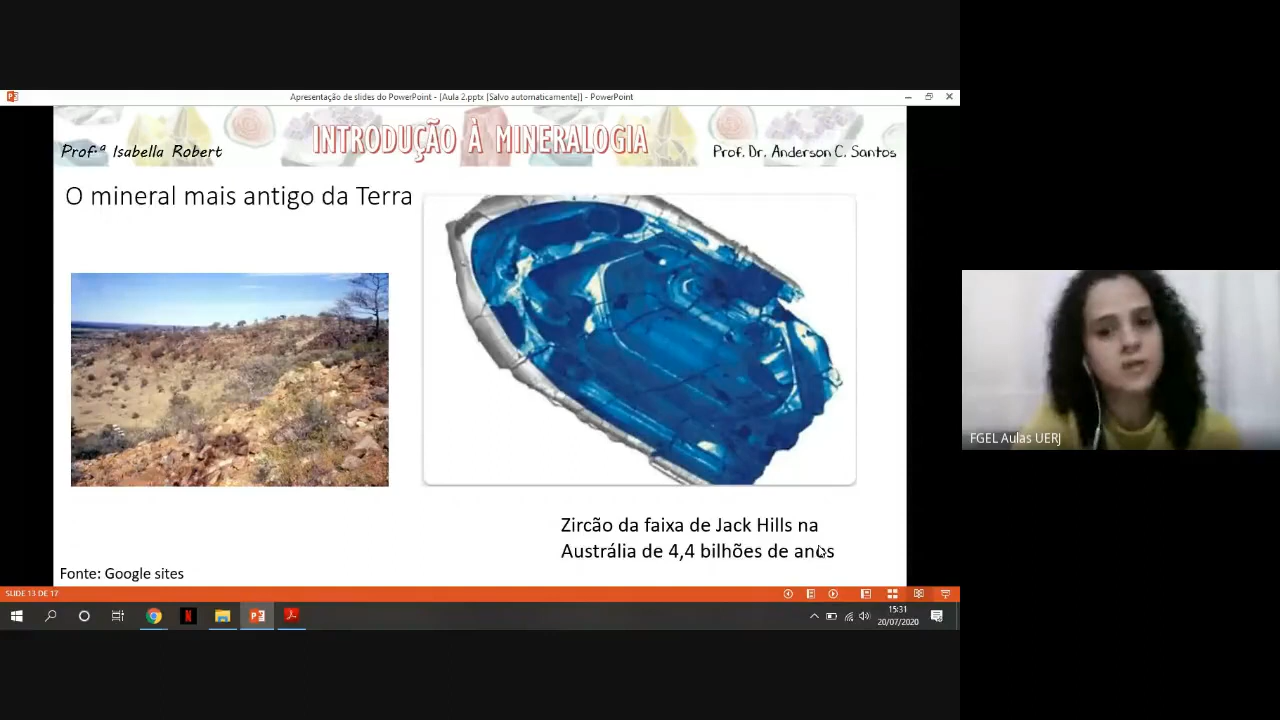 Apresentação de slides do PowerPoint - [Aula 2.pptx [Salvo automaticamente]] - PowerPoint
INTRODUÇÃO À MINERALOGIA
Profª Isabella Robert
Prof. Dr. Anderson C. Santos
O mineral mais antigo da Terra
Zircão da faixa de Jack Hills na
Austrália de 4,4 bilhões de anos
Fonte: Google sites
FGEL Aulas UERJ
SLIDE 13 DE 17
15:31
20/07/2020